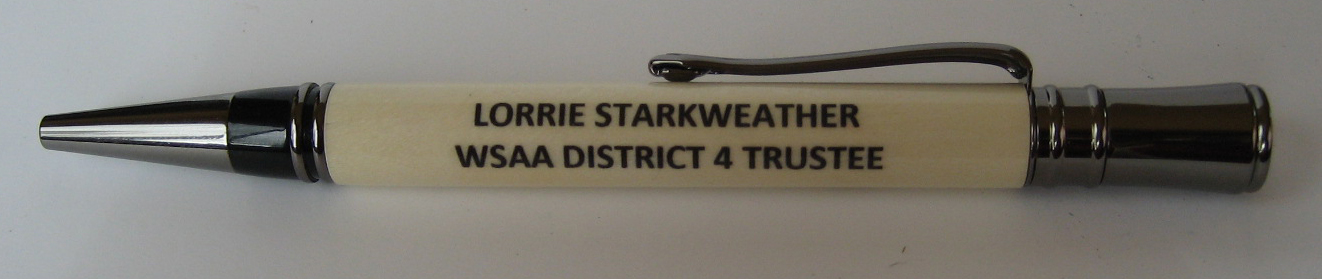 LORRIE STARKWEATHER
WSAA DISTRICT 4 TRUSTEE